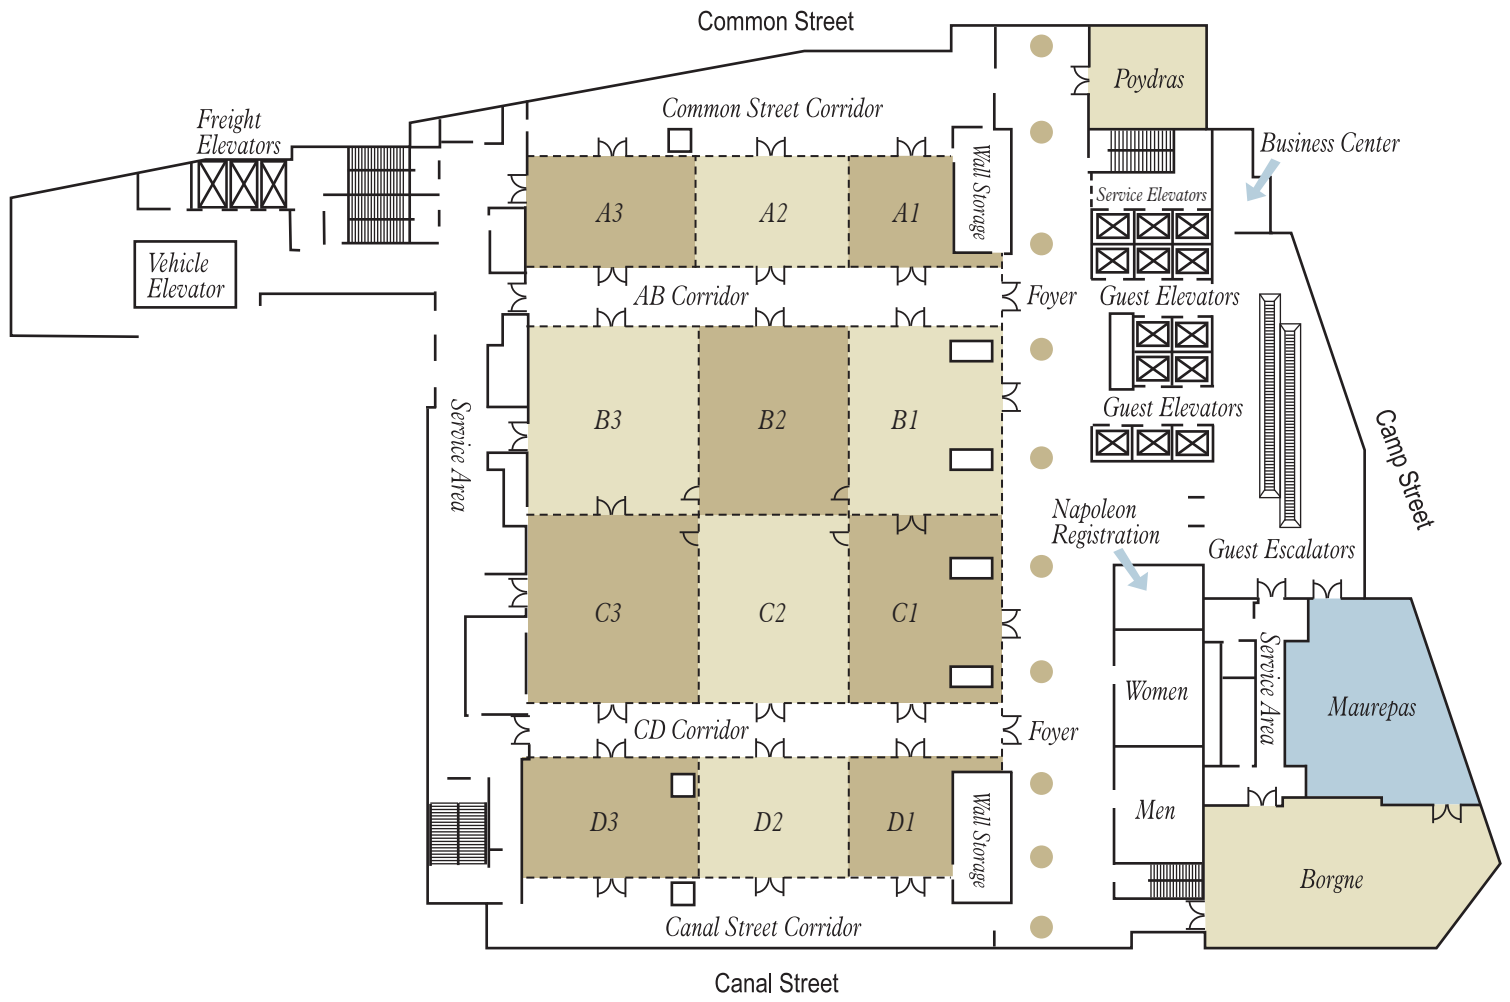 Common Street
Poydras
Common Street Corridor
Freight
Elevators
Business Center
Wall Storage
Service Elevators
A3
A2
A1
Vehicle
Elevator
AB Corridor
Foyer
Guest Elevators
Service Area
B3
B2
B1
Guest Elevators
Camp Street
Napoleon
Registration
Guest Escalators
C3
C2
C1
Service Area
Women
Maurepas
CD Corridor
Foyer
D3
D2
D1
Wall Storage
Men
Borgne
Canal Street Corridor
Canal Street